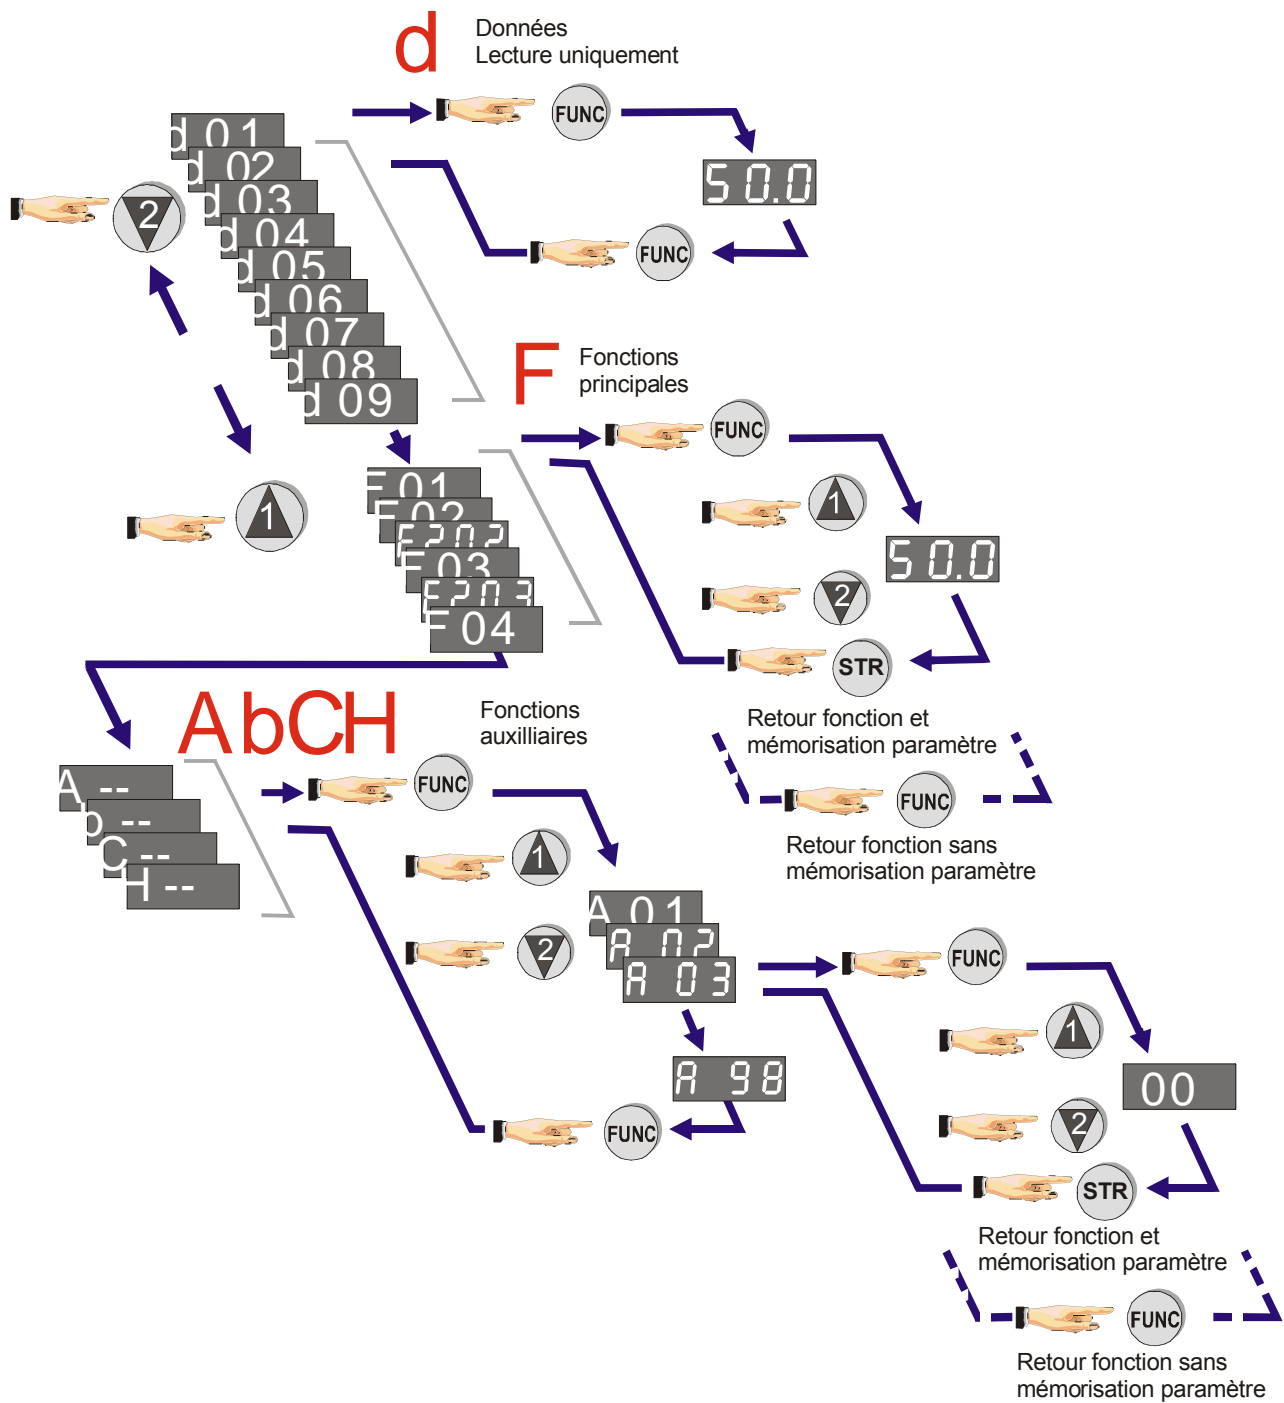 d
Données
Lecture uniquement
FUNC
d 01
d 02
d 03
d 04
d 05
d 06
d 07
d 08
d 09
2
50.0
FUNC
1
F
Fonctions
principales
FUNC
1
50.0
2
STR
F 01
F 02
F202
F 03
F203
F 04
Retour fonction et
mémorisation paramètre
FUNC
Retour fonction sans
mémorisation paramètre
AbCH
Fonctions
auxilliaires
A --
b --
C --
H --
FUNC
1
2
A 01
A 02
A 03
A 98
FUNC
FUNC
1
00
2
STR
Retour fonction et
mémorisation paramètre
FUNC
Retour fonction sans
mémorisation paramètre